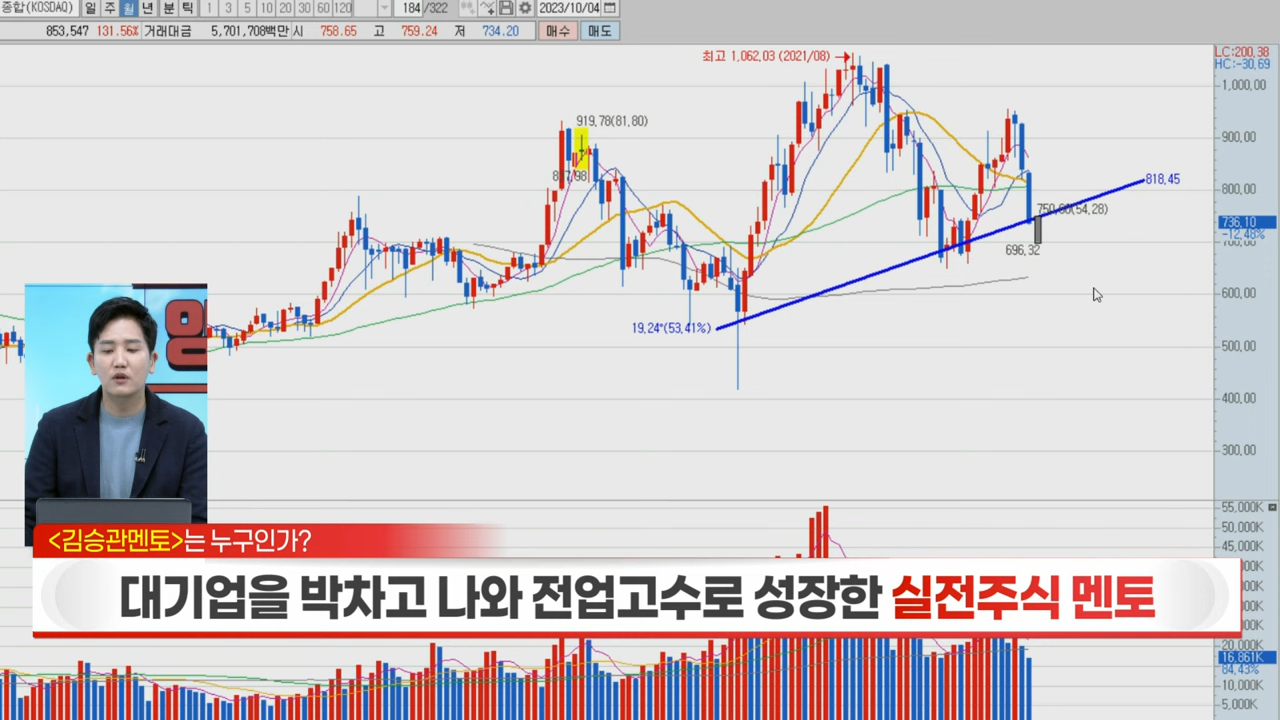 종합(KOSDAQ) 일 주 월 년 분 틱 1 3 5 10 20 30 60 120 184 /322 2023/10/04
853,547 131.56% 거래대금 5,701,708백만 시 758.65 고 759.24 저 734.20 매수 매도
LC:200.38
HC:-30.69
최고 1,062.03 (2021/08)
1,000.00
919.78(81.80)
900.00
818.45
800.00
750.60(54.28)
736.10
-12.48%
700.00
696.32
600.00
19.24°(53.41%)
500.00
400.00
300.00
55,000K
50,000K
45,000K
<김승관멘토>는 누구인가?
대기업을 박차고 나와 전업고수로 성장한 실전주식 멘토
20,000K
16,861K
84.43%
10,000K
5,000K